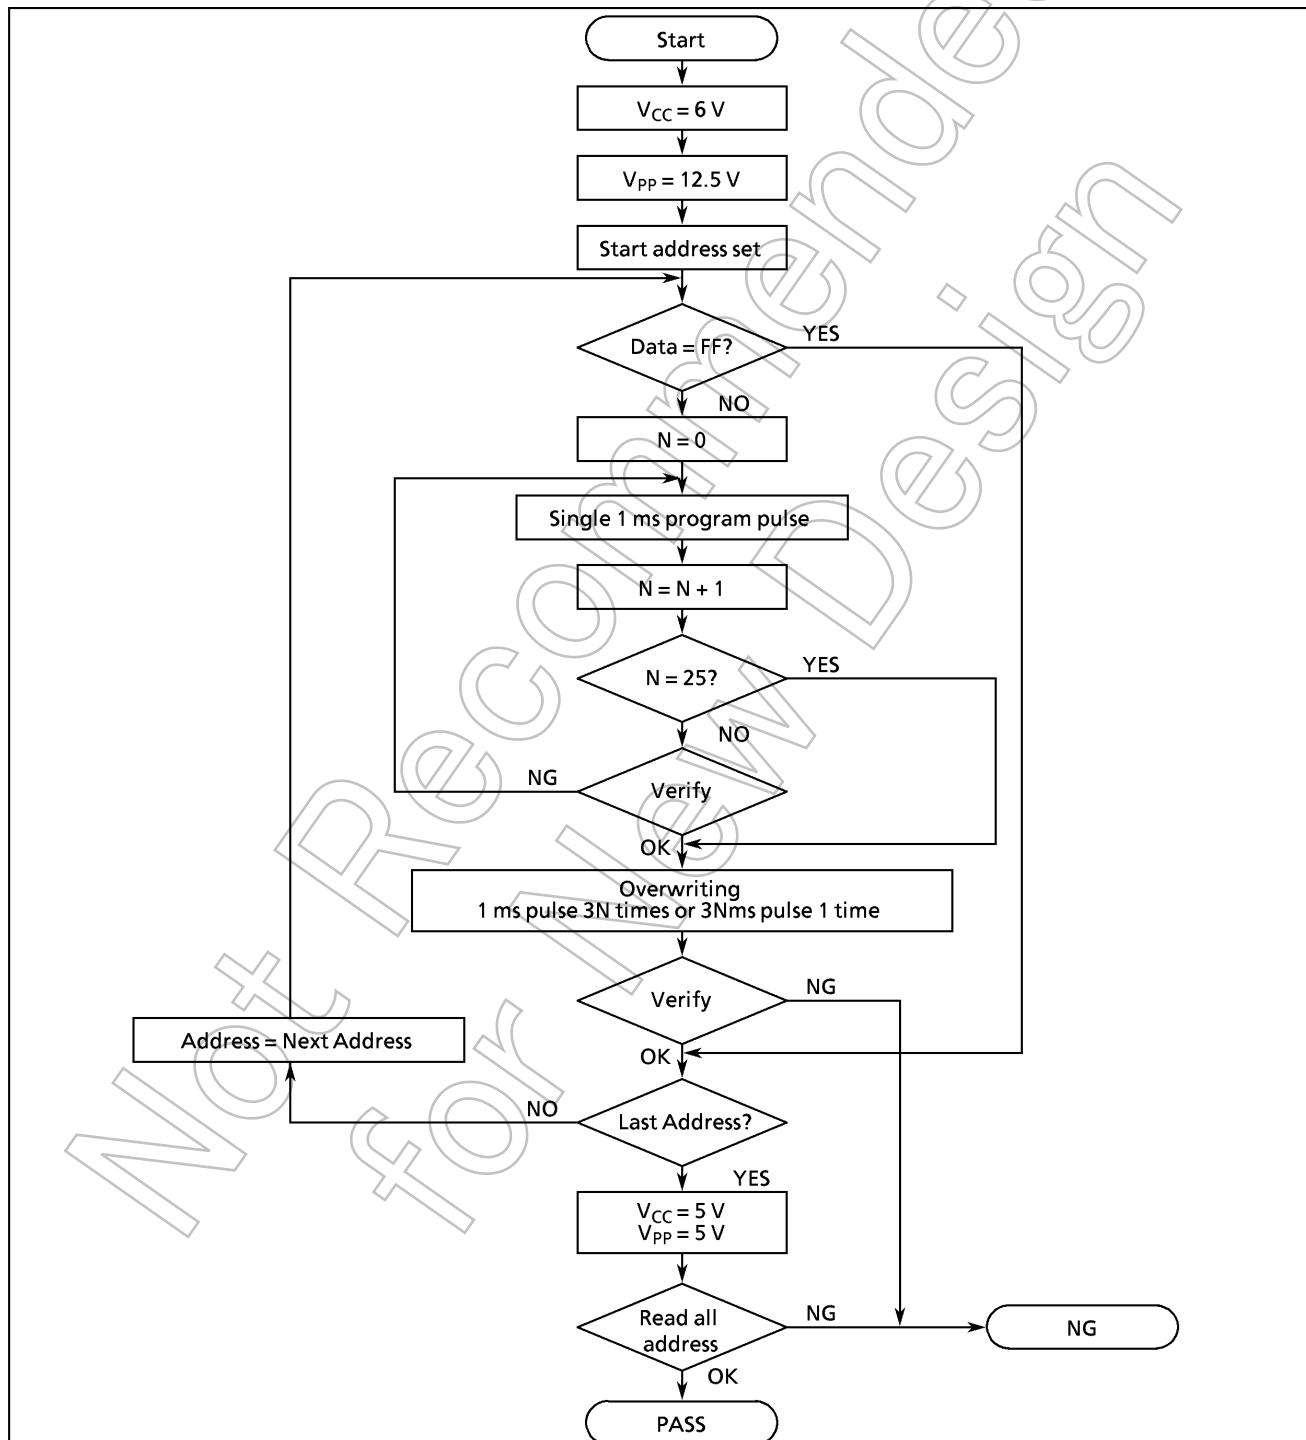 Start
VCC = 6 V
VPP = 12.5 V
Start address set
Data = FF?
YES
NO
N = 0
Single 1 ms program pulse
N = N + 1
N = 25?
YES
NO
Verify
NG
OK
Overwriting
1 ms pulse 3N times or 3Nms pulse 1 time
Verify
NG
OK
Address = Next Address
Last Address?
NO
YES
VCC = 5 V
VPP = 5 V
Read all
address
NG
NG
OK
PASS
Not Recommended
for New Design